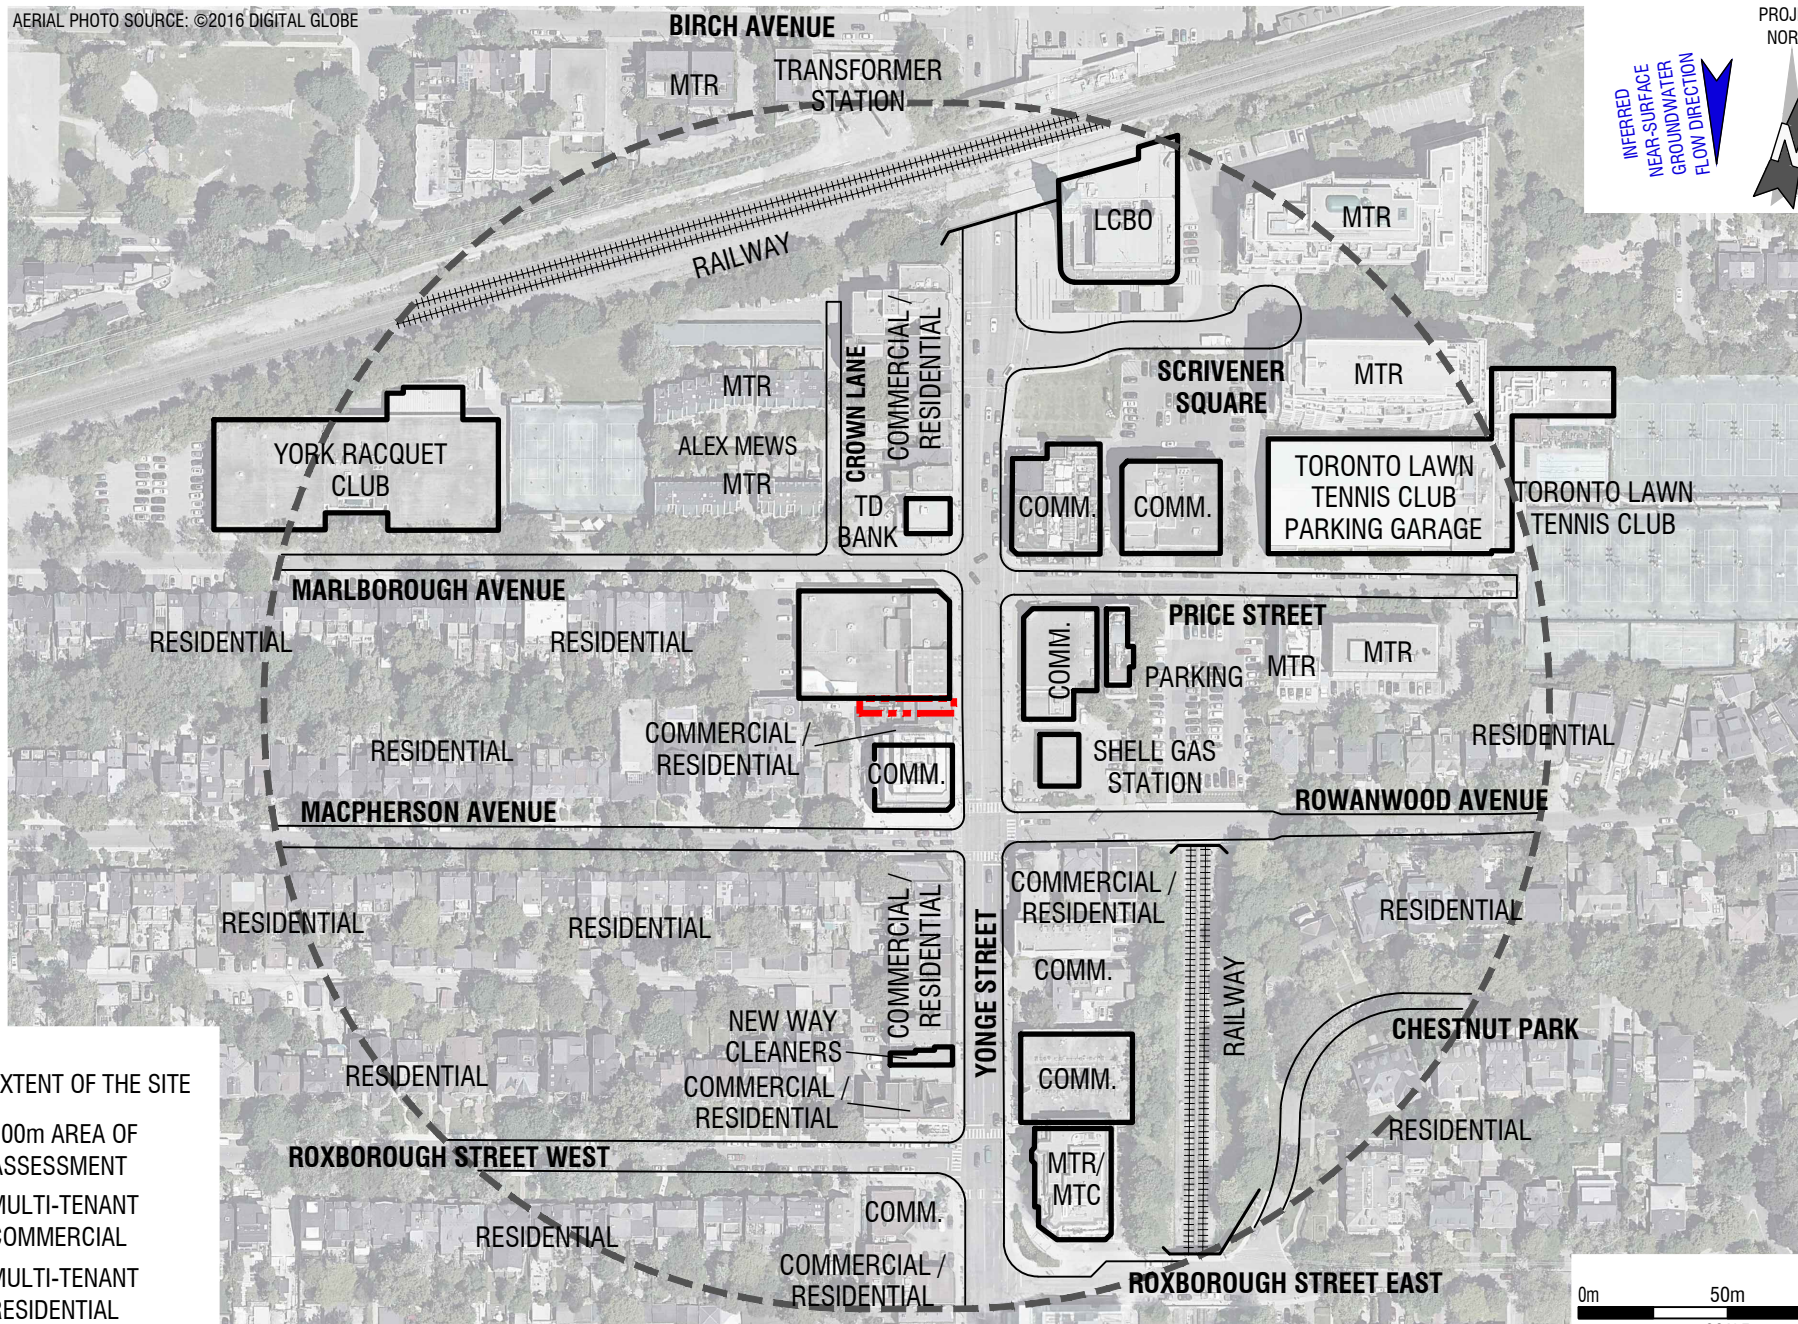 AERIAL PHOTO SOURCE: ©2016 DIGITAL GLOBE
BIRCH AVENUE
MTR
TRANSFORMER
STATION
INFERRED
NEAR-SURFACE
GROUNDWATER
FLOW DIRECTION
PROJ
NOR
RAILWAY
LCBO
MTR
COMMERCIAL /
RESIDENTIAL
CROWN LANE
MTR
ALEX MEWS
MTR
SCRIVENER
SQUARE
MTR
YORK RACQUET
CLUB
TD
BANK
COMM.
COMM.
TORONTO LAWN
TENNIS CLUB
PARKING GARAGE
TORONTO LAWN
TENNIS CLUB
MARLBOROUGH AVENUE
PRICE STREET
RESIDENTIAL
RESIDENTIAL
COMM.
PARKING
MTR
MTR
RESIDENTIAL
COMMERCIAL /
RESIDENTIAL
COMM.
SHELL GAS
STATION
RESIDENTIAL
MACPHERSON AVENUE
ROWANWOOD AVENUE
RESIDENTIAL
RESIDENTIAL
COMMERCIAL /
RESIDENTIAL
YONGE STREET
COMMERCIAL /
RESIDENTIAL
COMM.
RAILWAY
RESIDENTIAL
NEW WAY
CLEANERS
CHESTNUT PARK
RESIDENTIAL
COMMERCIAL /
RESIDENTIAL
COMM.
RESIDENTIAL
ROXBOROUGH STREET WEST
MTR/
MTC
RESIDENTIAL
COMM.
COMMERCIAL /
RESIDENTIAL
ROXBOROUGH STREET EAST
XTENT OF THE SITE
00m AREA OF
ASSESSMENT
MULTI-TENANT
COMMERCIAL
MULTI-TENANT
RESIDENTIAL
0m
50m